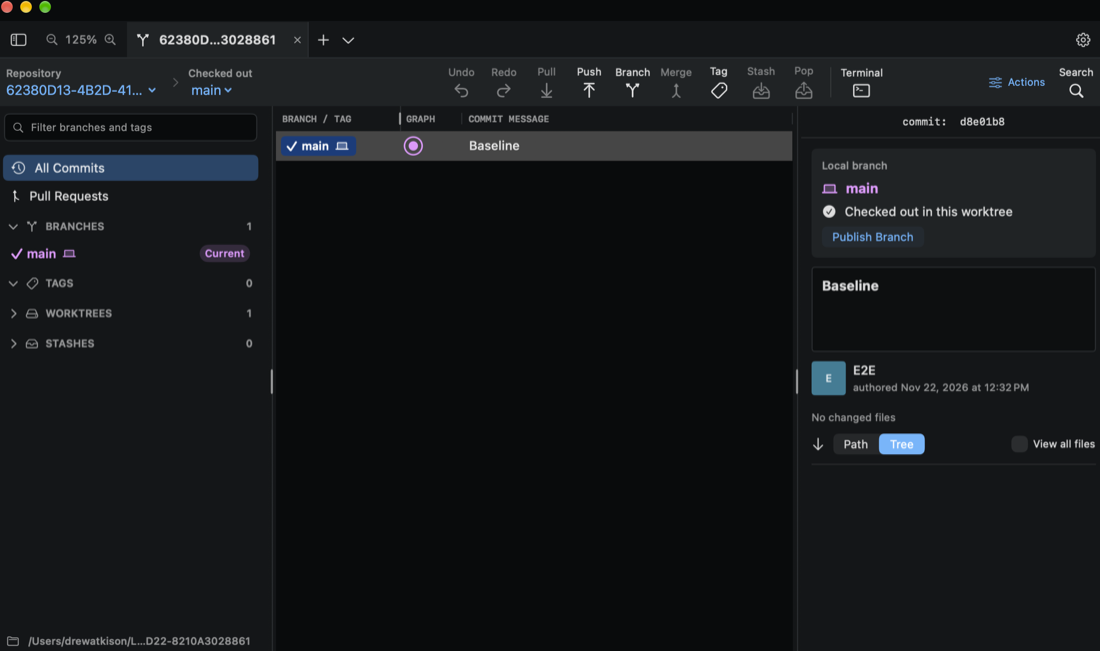 125%
62380D...3028861
Repository
62380D13-4B2D-41...
Checked out
main
Undo
Redo
Pull
Push
Branch
Merge
Tag
Stash
Pop
Terminal
Actions
Search
Filter branches and tags
All Commits
Pull Requests
BRANCHES 1
main Current
TAGS 0
WORKTREES 1
STASHES 0
/Users/drewatkison/L...D22-8210A3028861
BRANCH / TAG GRAPH COMMIT MESSAGE
main Baseline
commit: d8e01b8
Local branch
main
Checked out in this worktree
Publish Branch
Baseline
E
E2E
authored Nov 22, 2026 at 12:32 PM
No changed files
Path Tree View all files